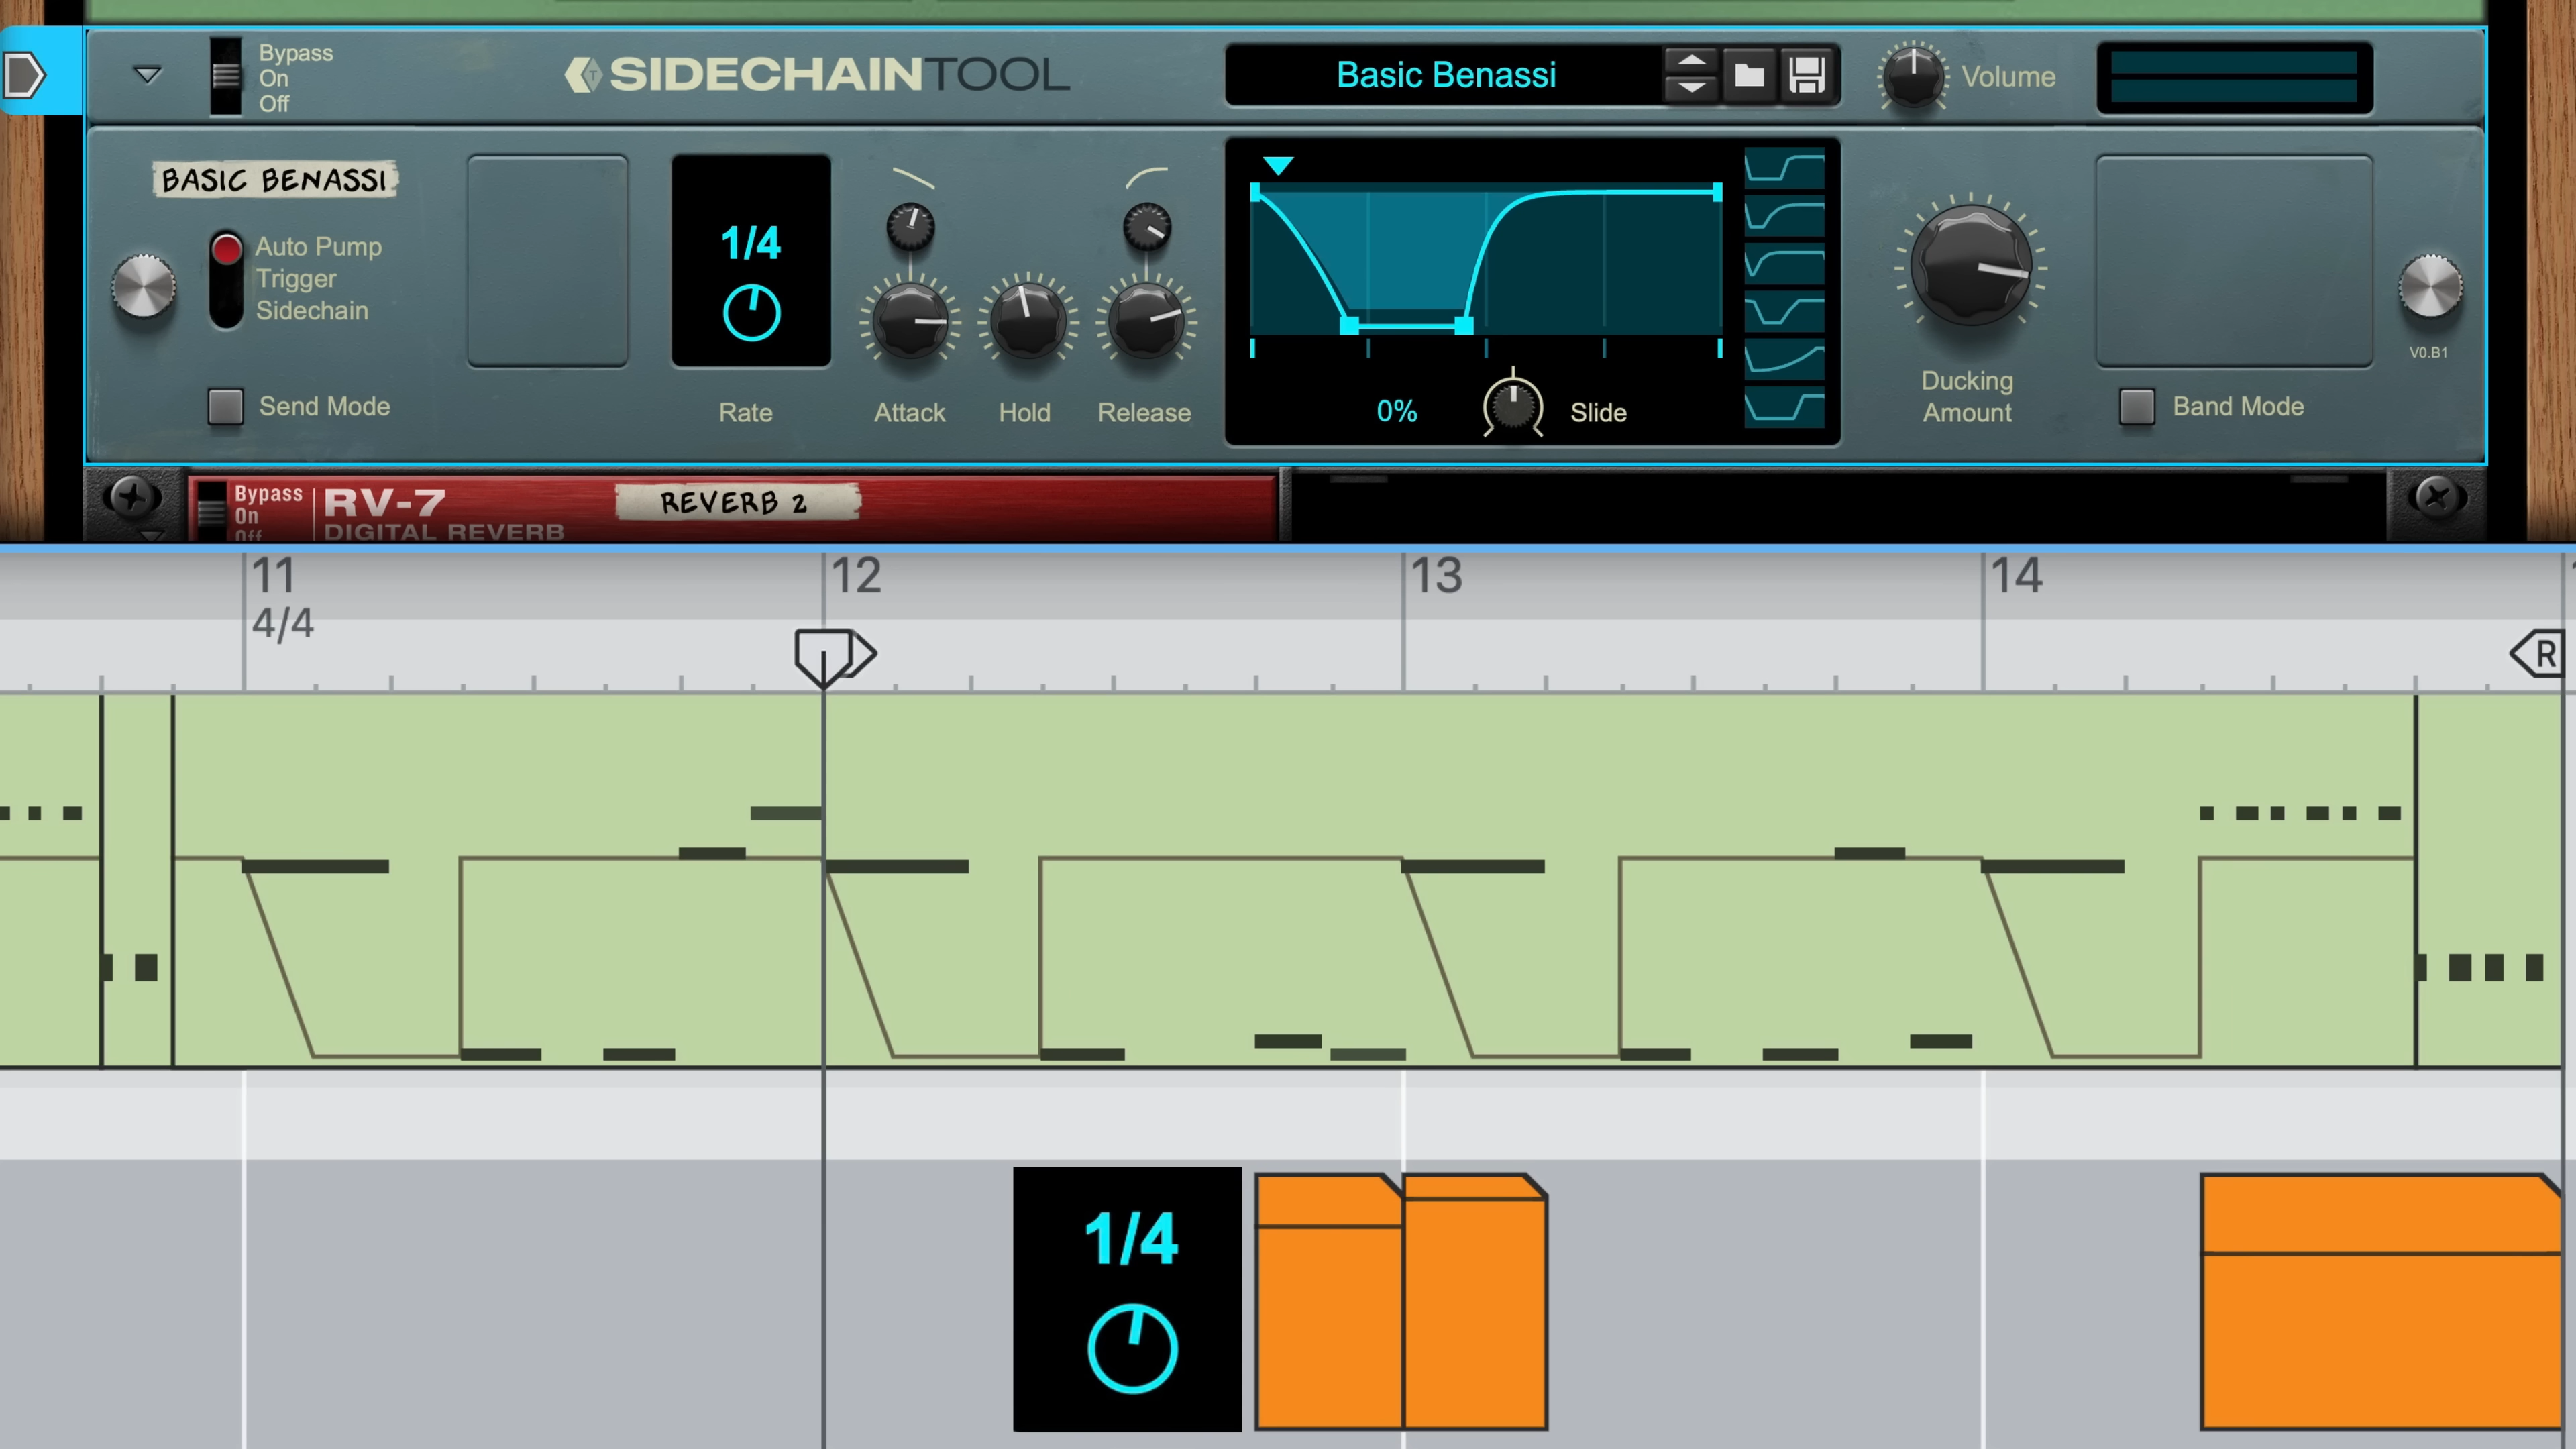 Bypass
On
Off
T
SIDECHAINTOOL
Basic Benassi
Volume
BASIC BENASSI
Auto Pump
Trigger
Sidechain
Send Mode
1/4
Rate
Attack
Hold
Release
0%
Slide
Ducking
Amount
Band Mode
V0.B1
Bypass
On
Off
RV-7
DIGITAL REVERB
REVERB 2
11
12
13
14
4/4
R
1/4